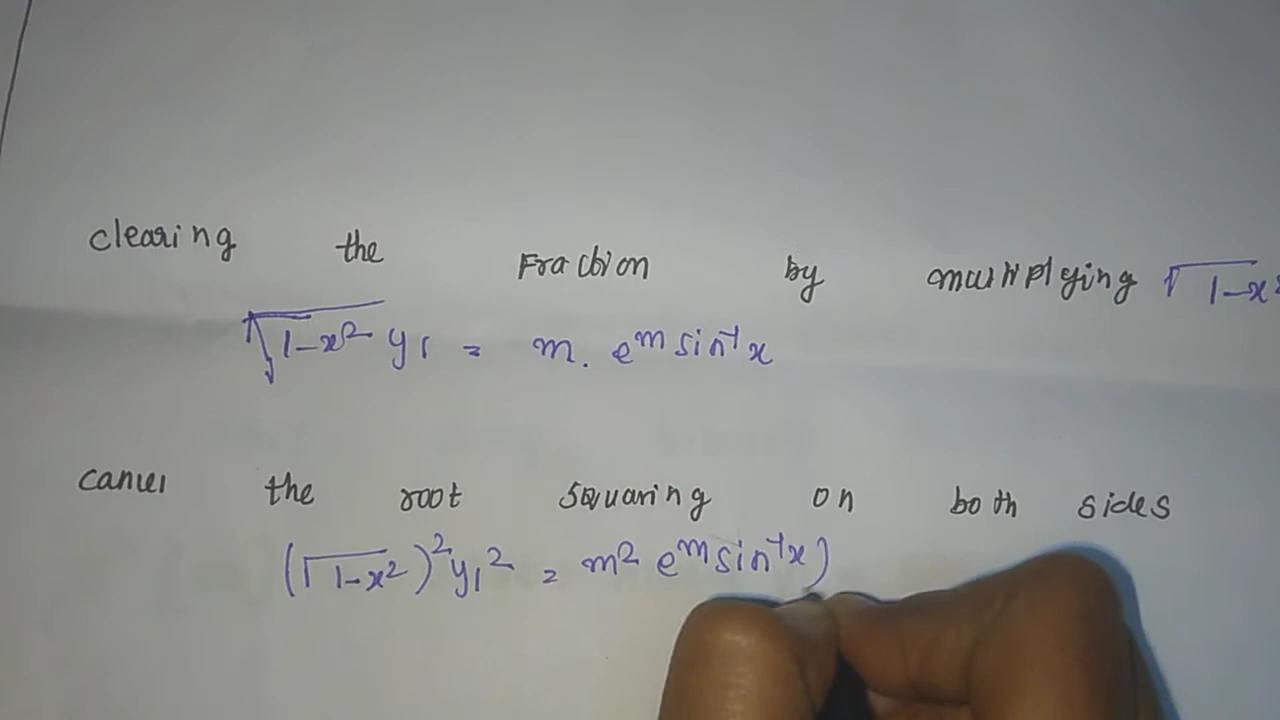 clearing the Fraction by multiplying √1-x²
√1-x² y₁ = m. e^m sin⁻¹x
cancel the root squaring on both sides
(√1-x²)² y₁² = m² e^m sin⁻¹x)